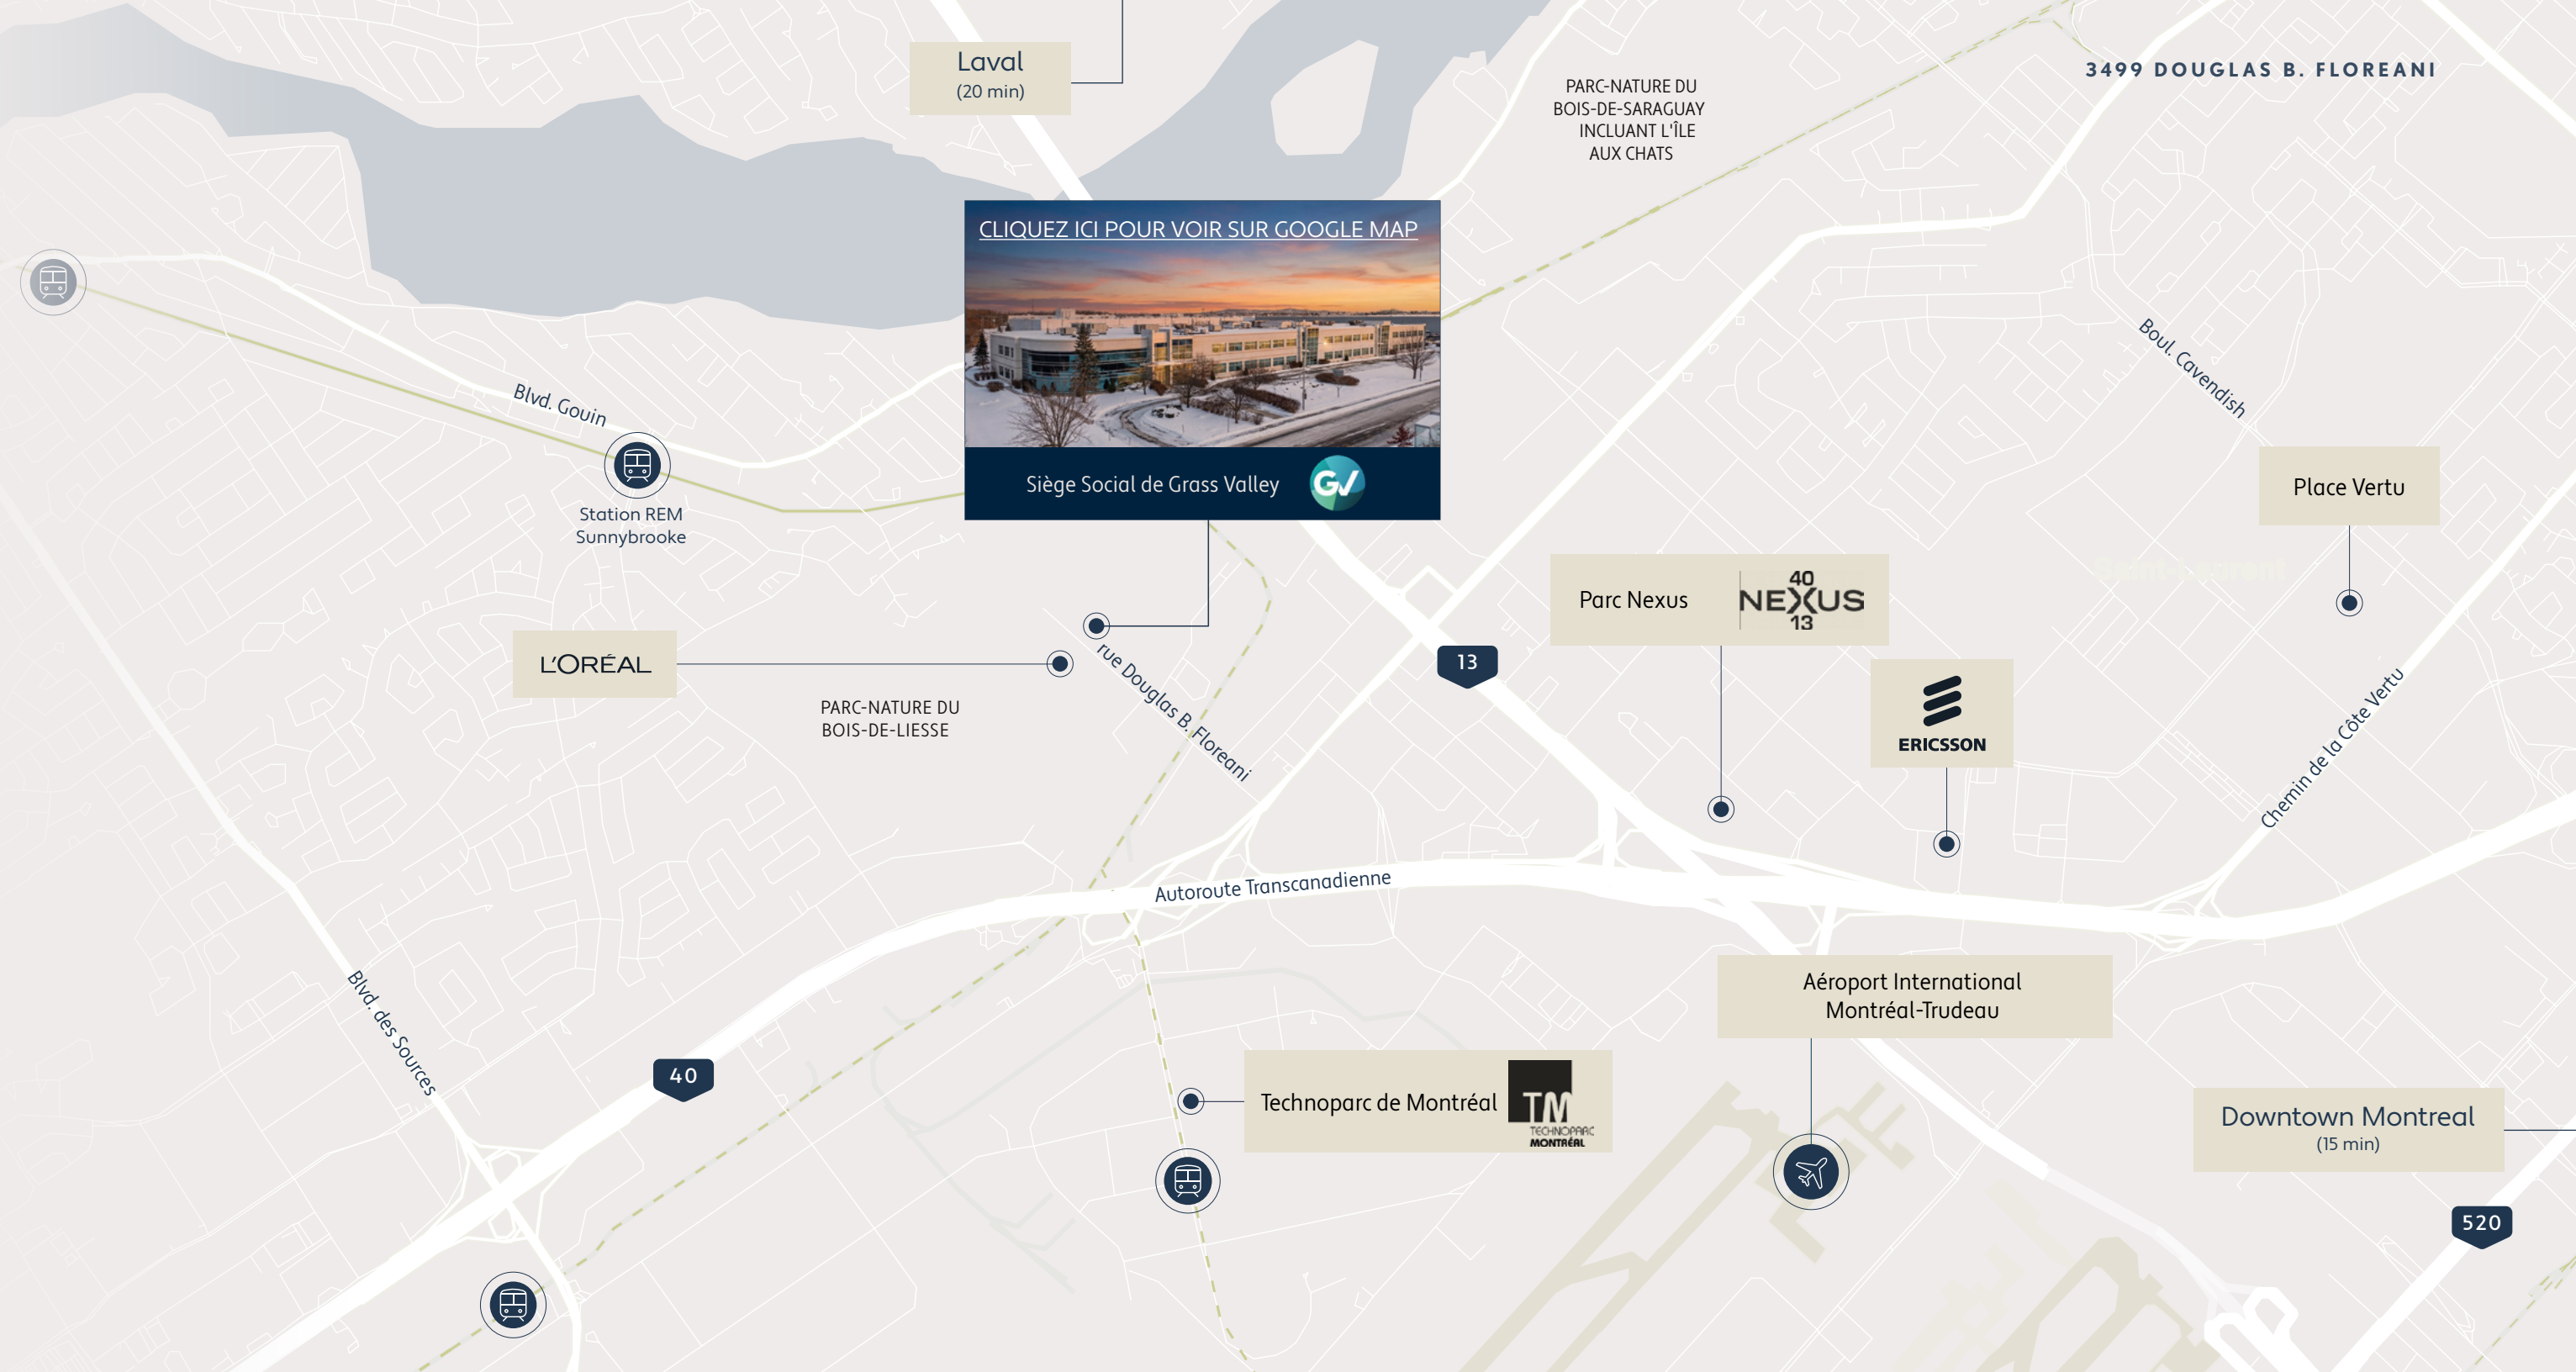 Laval
(20 min)
PARC-NATURE DU
BOIS-DE-SARAGUAY
INCLUANT L'ÎLE
AUX CHATS
3499 DOUGLAS B. FLOREANI
CLIQUEZ ICI POUR VOIR SUR GOOGLE MAP
Siège Social de Grass Valley
GV
Blvd. Gouin
Station REM
Sunnybrooke
Boul. Cavendish
Place Vertu
Saint-Laurent
Parc Nexus
40
NEXUS
13
L'ORÉAL
rue Douglas B. Floreani
13
PARC-NATURE DU
BOIS-DE-LIESSE
ERICSSON
Chemin de la Côte Vertu
Autoroute Transcanadienne
Blvd. des Sources
Aéroport International
Montréal-Trudeau
40
Technoparc de Montréal
TM
TECHNOPARC
MONTRÉAL
Downtown Montreal
(15 min)
520